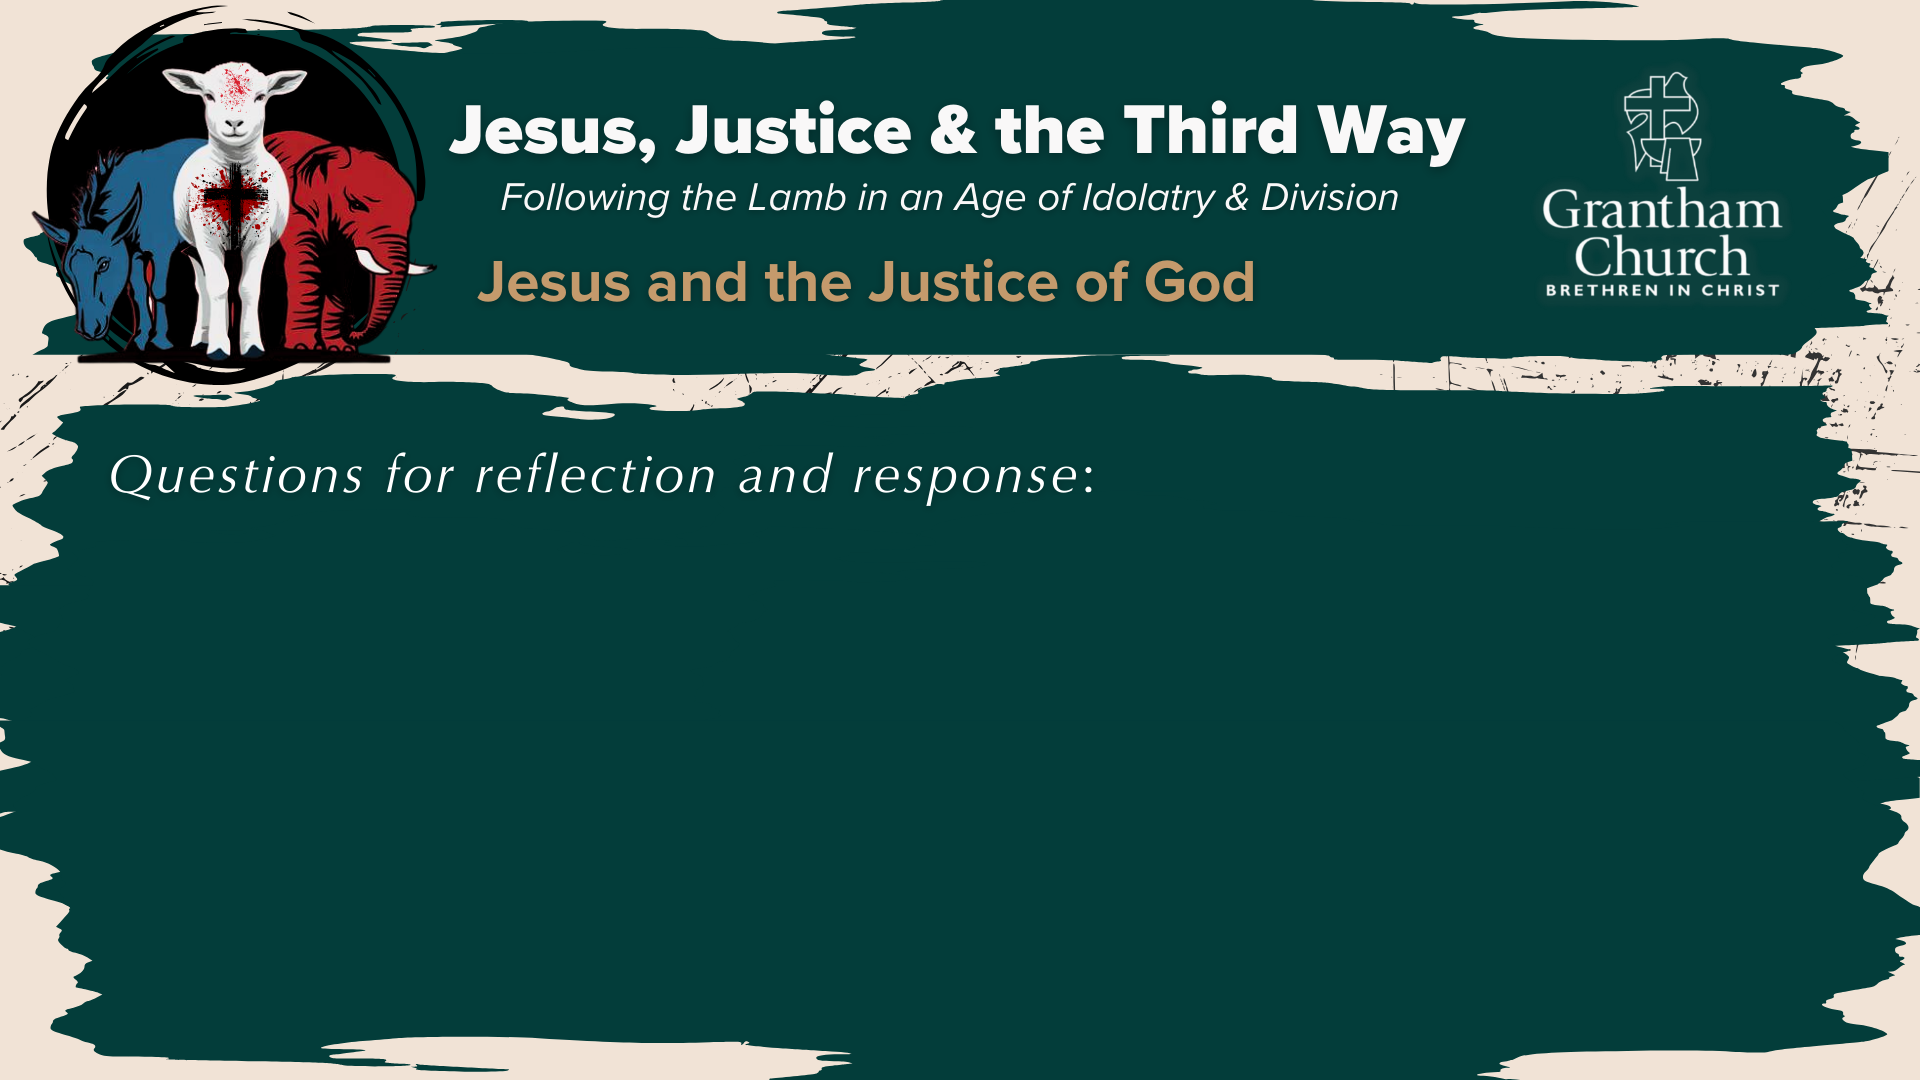 Jesus, Justice & the Third Way
Following the Lamb in an Age of Idolatry & Division
Jesus and the Justice of God
Grantham
Church
BRETHREN IN CHRIST
Questions for reflection and response: